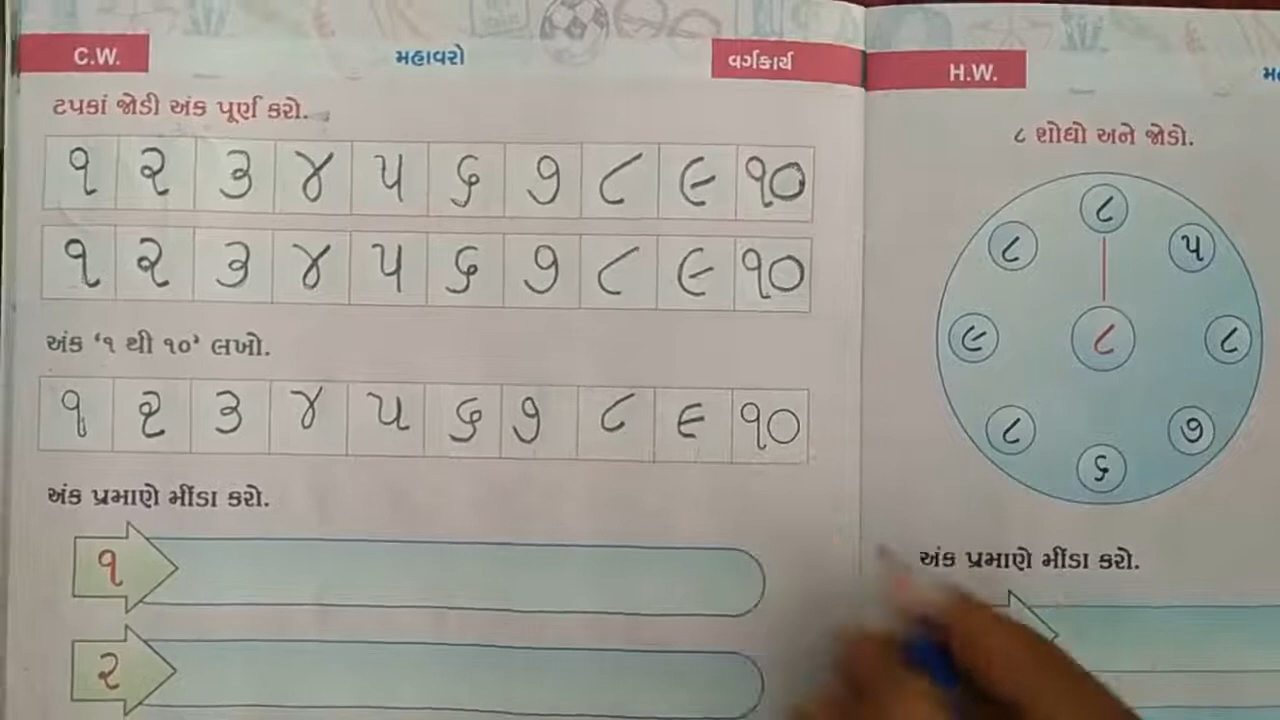 C.W. મહાવરો વર્ગકાર્ય
ટપકાં જોડી અંક પૂર્ણ કરો.
૧ ૨ ૩ ૪ ૫ ૬ ૭ ૮ ૯ ૧૦
૧ ૨ ૩ ૪ ૫ ૬ ૭ ૮ ૯ ૧૦
અંક ‘૧ થી ૧૦’ લખો.
૧ ૨ ૩ ૪ ૫ ૬ ૭ ૮ ૯ ૧૦
અંક પ્રમાણે મીંડા કરો.
૧
૨
H.W.
૮ શોધો અને જોડો.
૮
૮ ૫
૯ ૮ ૮
૮ ૭
૬
અંક પ્રમાણે મીંડા કરો.